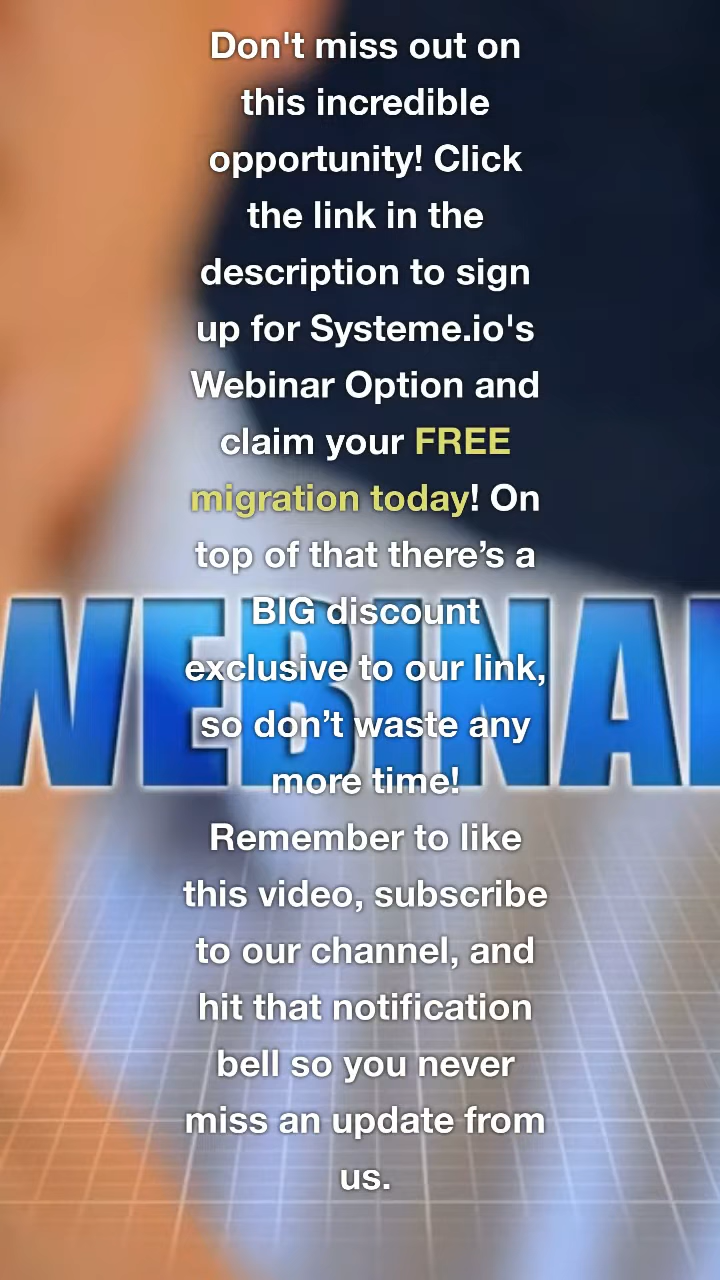 Don't miss out on
this incredible
opportunity! Click
the link in the
description to sign
up for Systeme.io's
Webinar Option and
claim your FREE
migration today! On
top of that there’s a
BIG discount
exclusive to our link,
so don’t waste any
more time!
Remember to like
this video, subscribe
to our channel, and
hit that notification
bell so you never
miss an update from
us.
WEBINAR